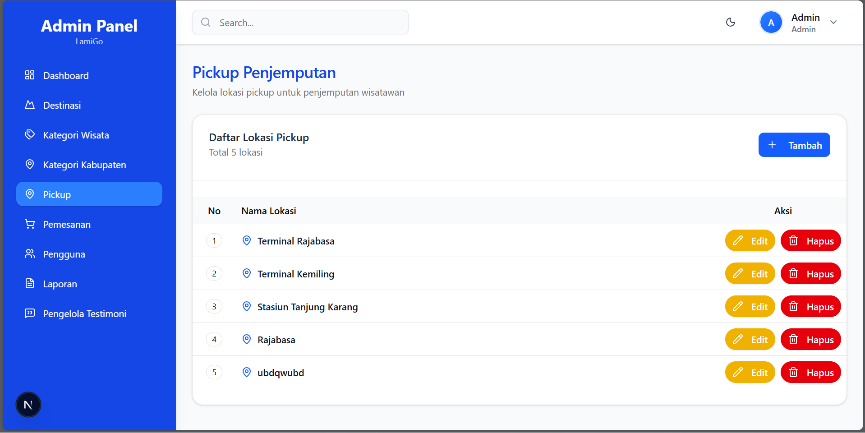 Admin Panel
LamiGo
Dashboard
Destinasi
Kategori Wisata
Kategori Kabupaten
Pickup
Pemesanan
Pengguna
Laporan
Pengelola Testimoni
N
Search...
A
Admin
Admin
Pickup Penjemputan
Kelola lokasi pickup untuk penjemputan wisatawan
Daftar Lokasi Pickup
Total 5 lokasi
+ Tambah
No Nama Lokasi Aksi
1 Terminal Rajabasa Edit Hapus
2 Terminal Kemiling Edit Hapus
3 Stasiun Tanjung Karang Edit Hapus
4 Rajabasa Edit Hapus
5 ubdqwubd Edit Hapus